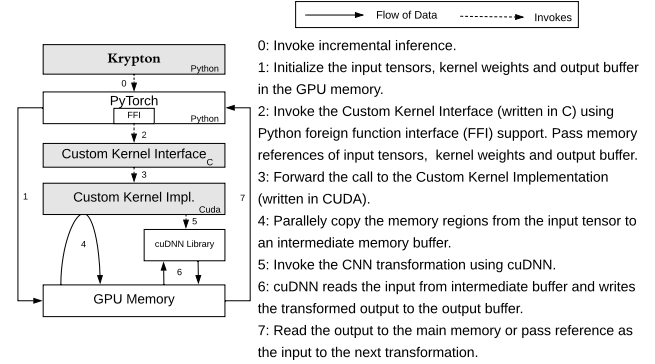 Flow of Data
Invokes
Krypton
Python
0
PyTorch
FFI
Python
2
Custom Kernel Interface
C
3
Custom Kernel Impl.
Cuda
1
7
4
5
cuDNN Library
6
GPU Memory
0: Invoke incremental inference.
1: Initialize the input tensors, kernel weights and output buffer
in the GPU memory.
2: Invoke the Custom Kernel Interface (written in C) using
Python foreign function interface (FFI) support. Pass memory
references of input tensors, kernel weights and output buffer.
3: Forward the call to the Custom Kernel Implementation
(written in CUDA).
4: Parallely copy the memory regions from the input tensor to
an intermediate memory buffer.
5: Invoke the CNN transformation using cuDNN.
6: cuDNN reads the input from intermediate buffer and writes
the transformed output to the output buffer.
7: Read the output to the main memory or pass reference as
the input to the next transformation.